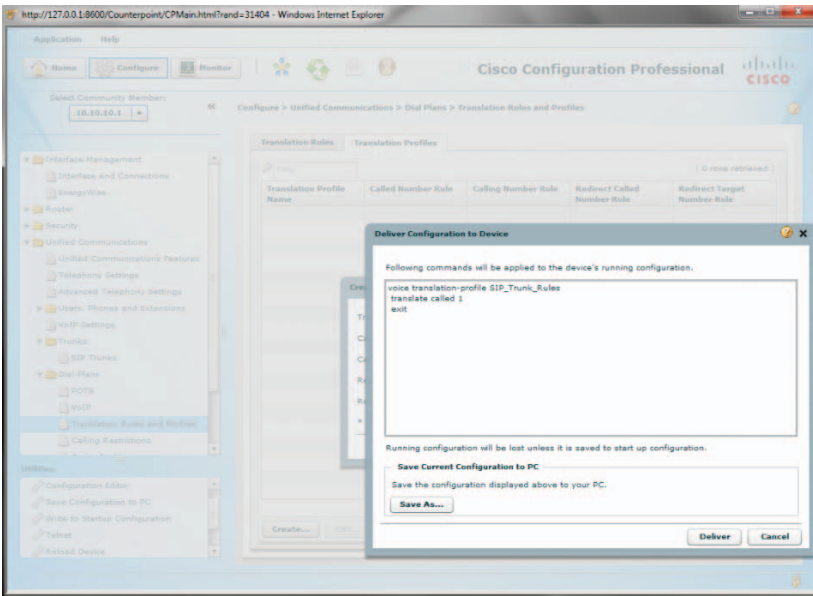 http://127.0.0.1:8600/Counterpoint/CPMain.html?rand=31404 - Windows Internet Explorer
Application Help
Home Configure Monitor
Cisco Configuration Professional
CISCO
Select Community Member:
10.10.10.1
Configure > Unified Communications > Dial Plans > Translation Rules and Profiles
Translation Rules Translation Profiles
Interface Management
Interface and Connections
EnergyWise
Router
Security
Unified Communications
Unified Communications Features
Telephony Settings
Advanced Telephony Settings
Users, Phones and Extensions
VoIP Settings
Trunks
SIP Trunks
Dial Plans
POTS
VoIP
Translation Rules and Profiles
Calling Restrictions
Utilities
Configuration Editor
Save Configuration to PC
Write to Startup Configuration
Telnet
Reload Device
[ 0 rows retrieved ]
Translation Profile Name
Called Number Rule
Calling Number Rule
Redirect Called Number Rule
Redirect Target Number Rule
Cre
Create...
Deliver Configuration to Device
Following commands will be applied to the device's running configuration.
voice translation-profile SIP_Trunk_Rules
translate called 1
exit
Running configuration will be lost unless it is saved to start up configuration.
Save Current Configuration to PC
Save the configuration displayed above to your PC.
Save As...
Deliver Cancel